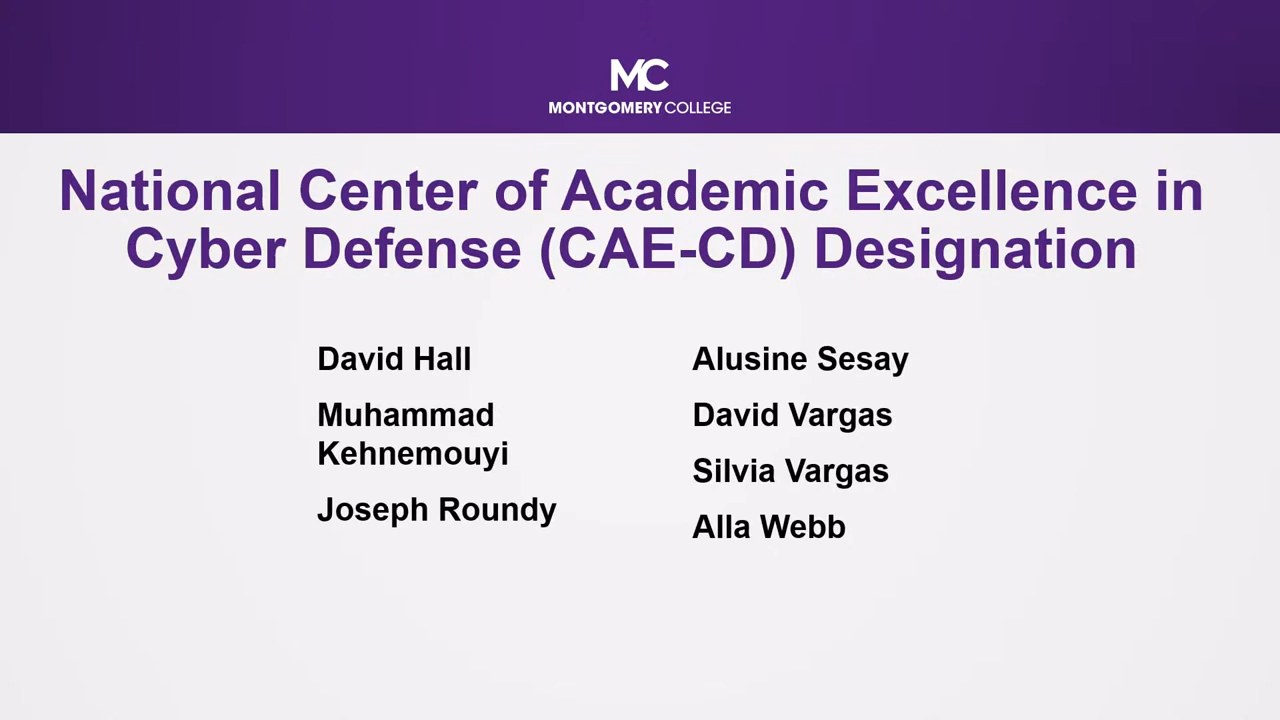 MC
MONTGOMERY COLLEGE
National Center of Academic Excellence in
Cyber Defense (CAE-CD) Designation
David Hall
Muhammad
Kehnemouyi
Joseph Roundy
Alusine Sesay
David Vargas
Silvia Vargas
Alla Webb